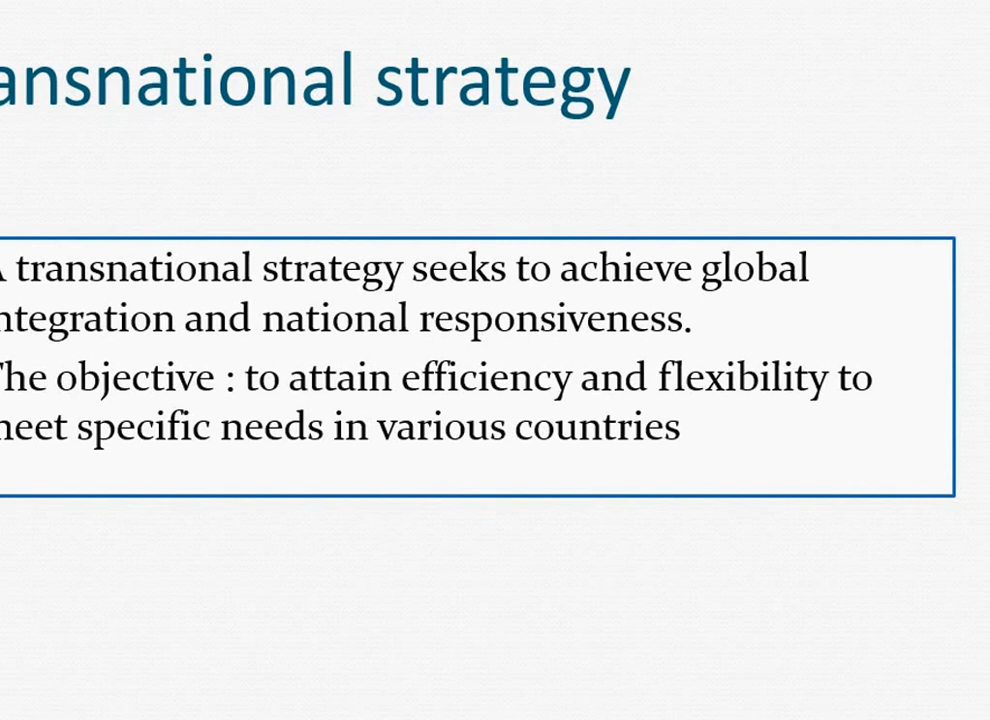 ansnational strategy
A transnational strategy seeks to achieve global
ntegration and national responsiveness.
The objective : to attain efficiency and flexibility to
neet specific needs in various countries